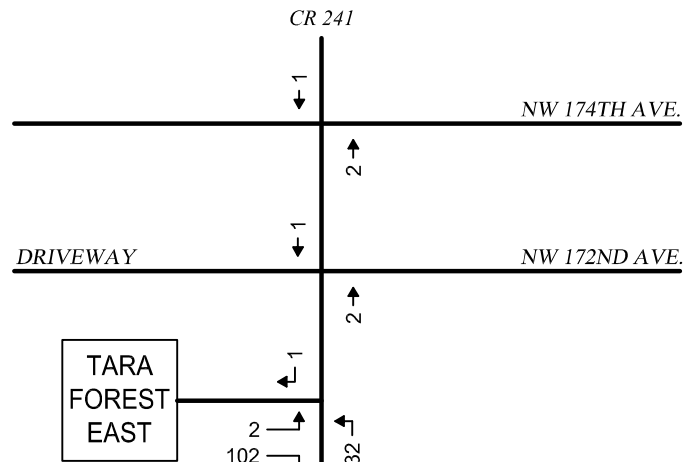 CR 241
1
NW 174TH AVE.
2
1
DRIVEWAY
NW 172ND AVE.
2
1
TARA
FOREST
EAST
2
102
32